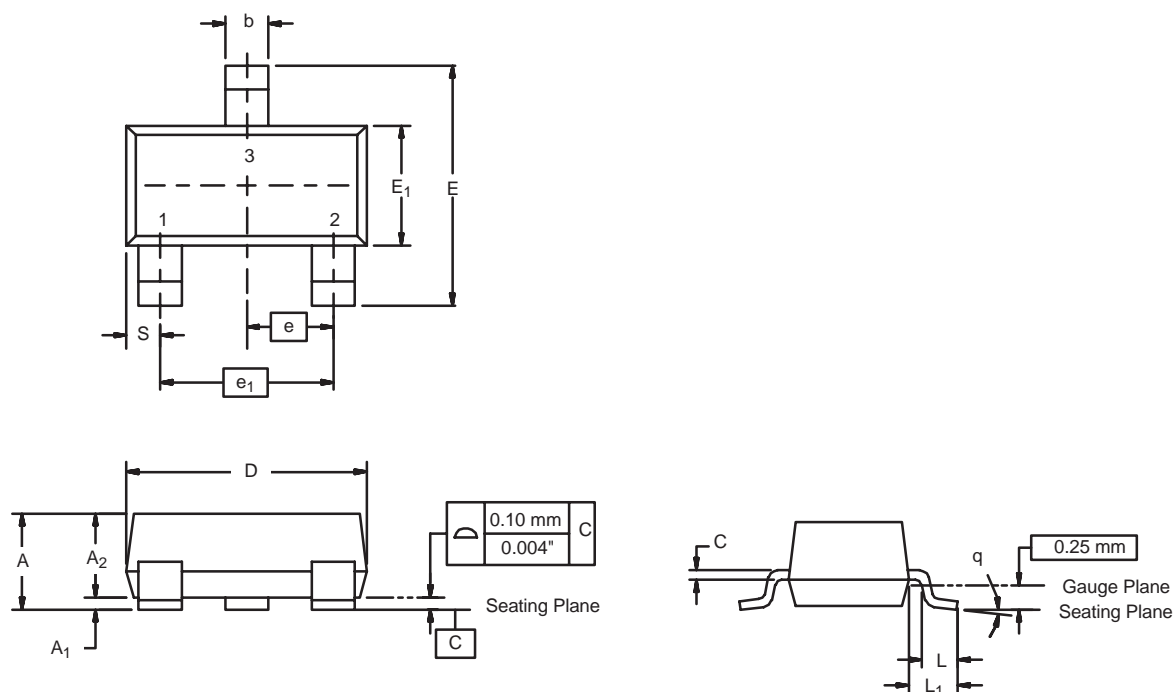 b
3
E₁
E
1
2
S
e
e₁
D
A
A₂
A₁
0.10 mm
0.004"
C
Seating Plane
C
C
q
0.25 mm
Gauge Plane
Seating Plane
L
L₁